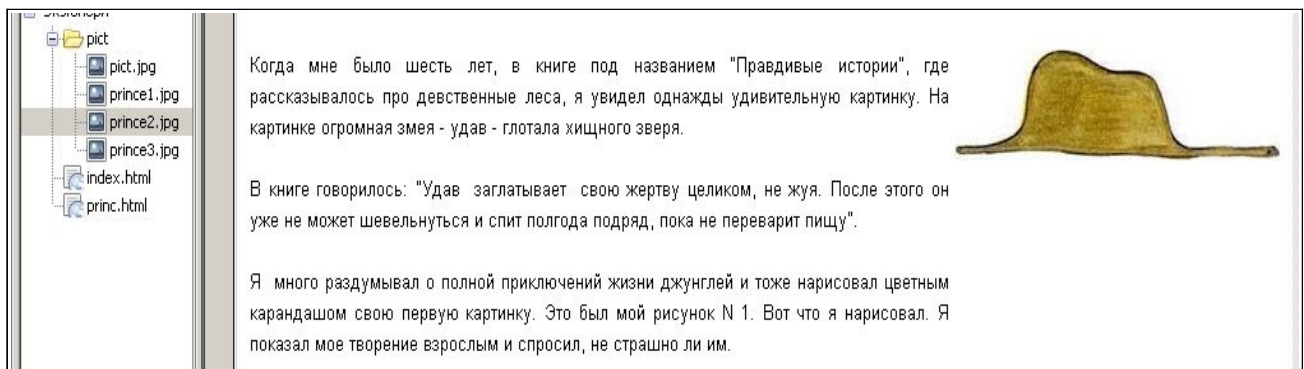 pict
pict.jpg
prince1.jpg
prince2.jpg
prince3.jpg
index.html
princ.html
Когда мне было шесть лет, в книге под названием "Правдивые истории", где
рассказывалось про девственные леса, я увидел однажды удивительную картинку. На
картинке огромная змея - удав - глотала хищного зверя.
В книге говорилось: "Удав заглатывает свою жертву целиком, не жуя. После этого он
уже не может шевельнуться и спит полгода подряд, пока не переварит пищу".
Я много раздумывал о полной приключений жизни джунглей и тоже нарисовал цветным
карандашом свою первую картинку. Это был мой рисунок N 1. Вот что я нарисовал. Я
показал мое творение взрослым и спросил, не страшно ли им.